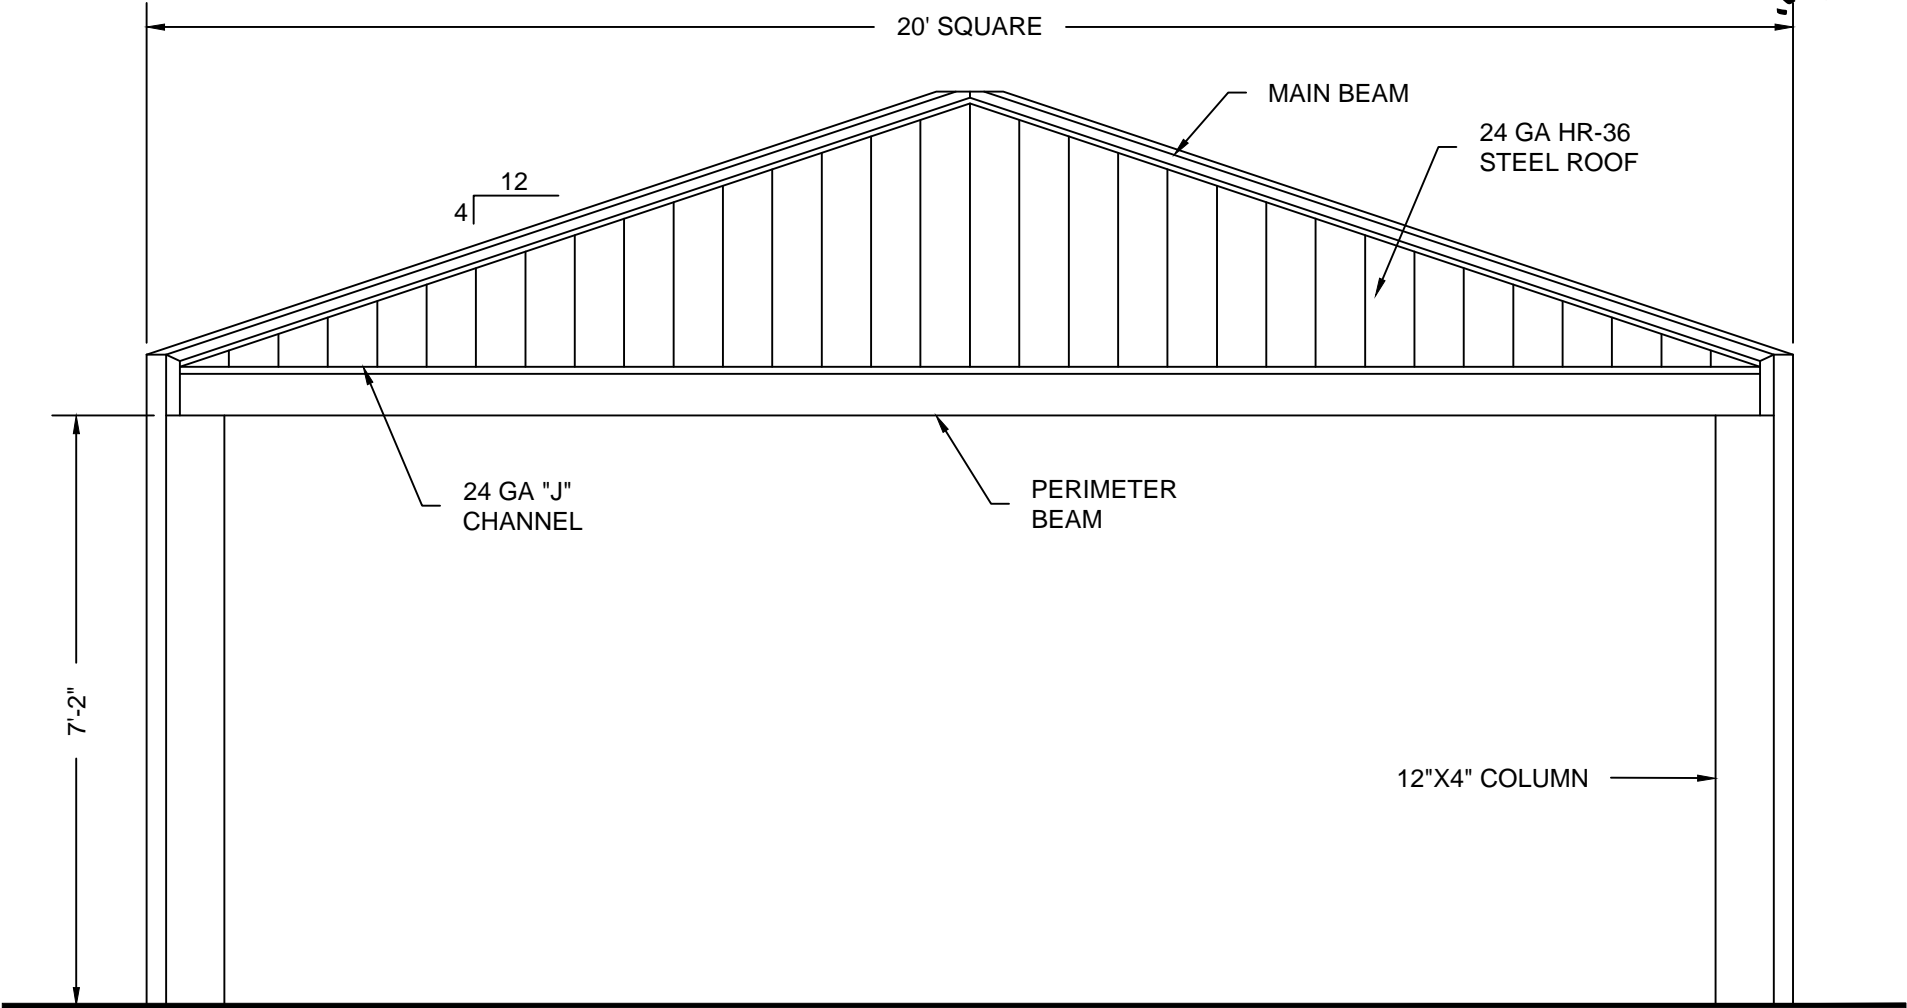 20' SQUARE
MAIN BEAM
24 GA HR-36
STEEL ROOF
12
4
24 GA "J"
CHANNEL
PERIMETER
BEAM
7'-2"
12"X4" COLUMN